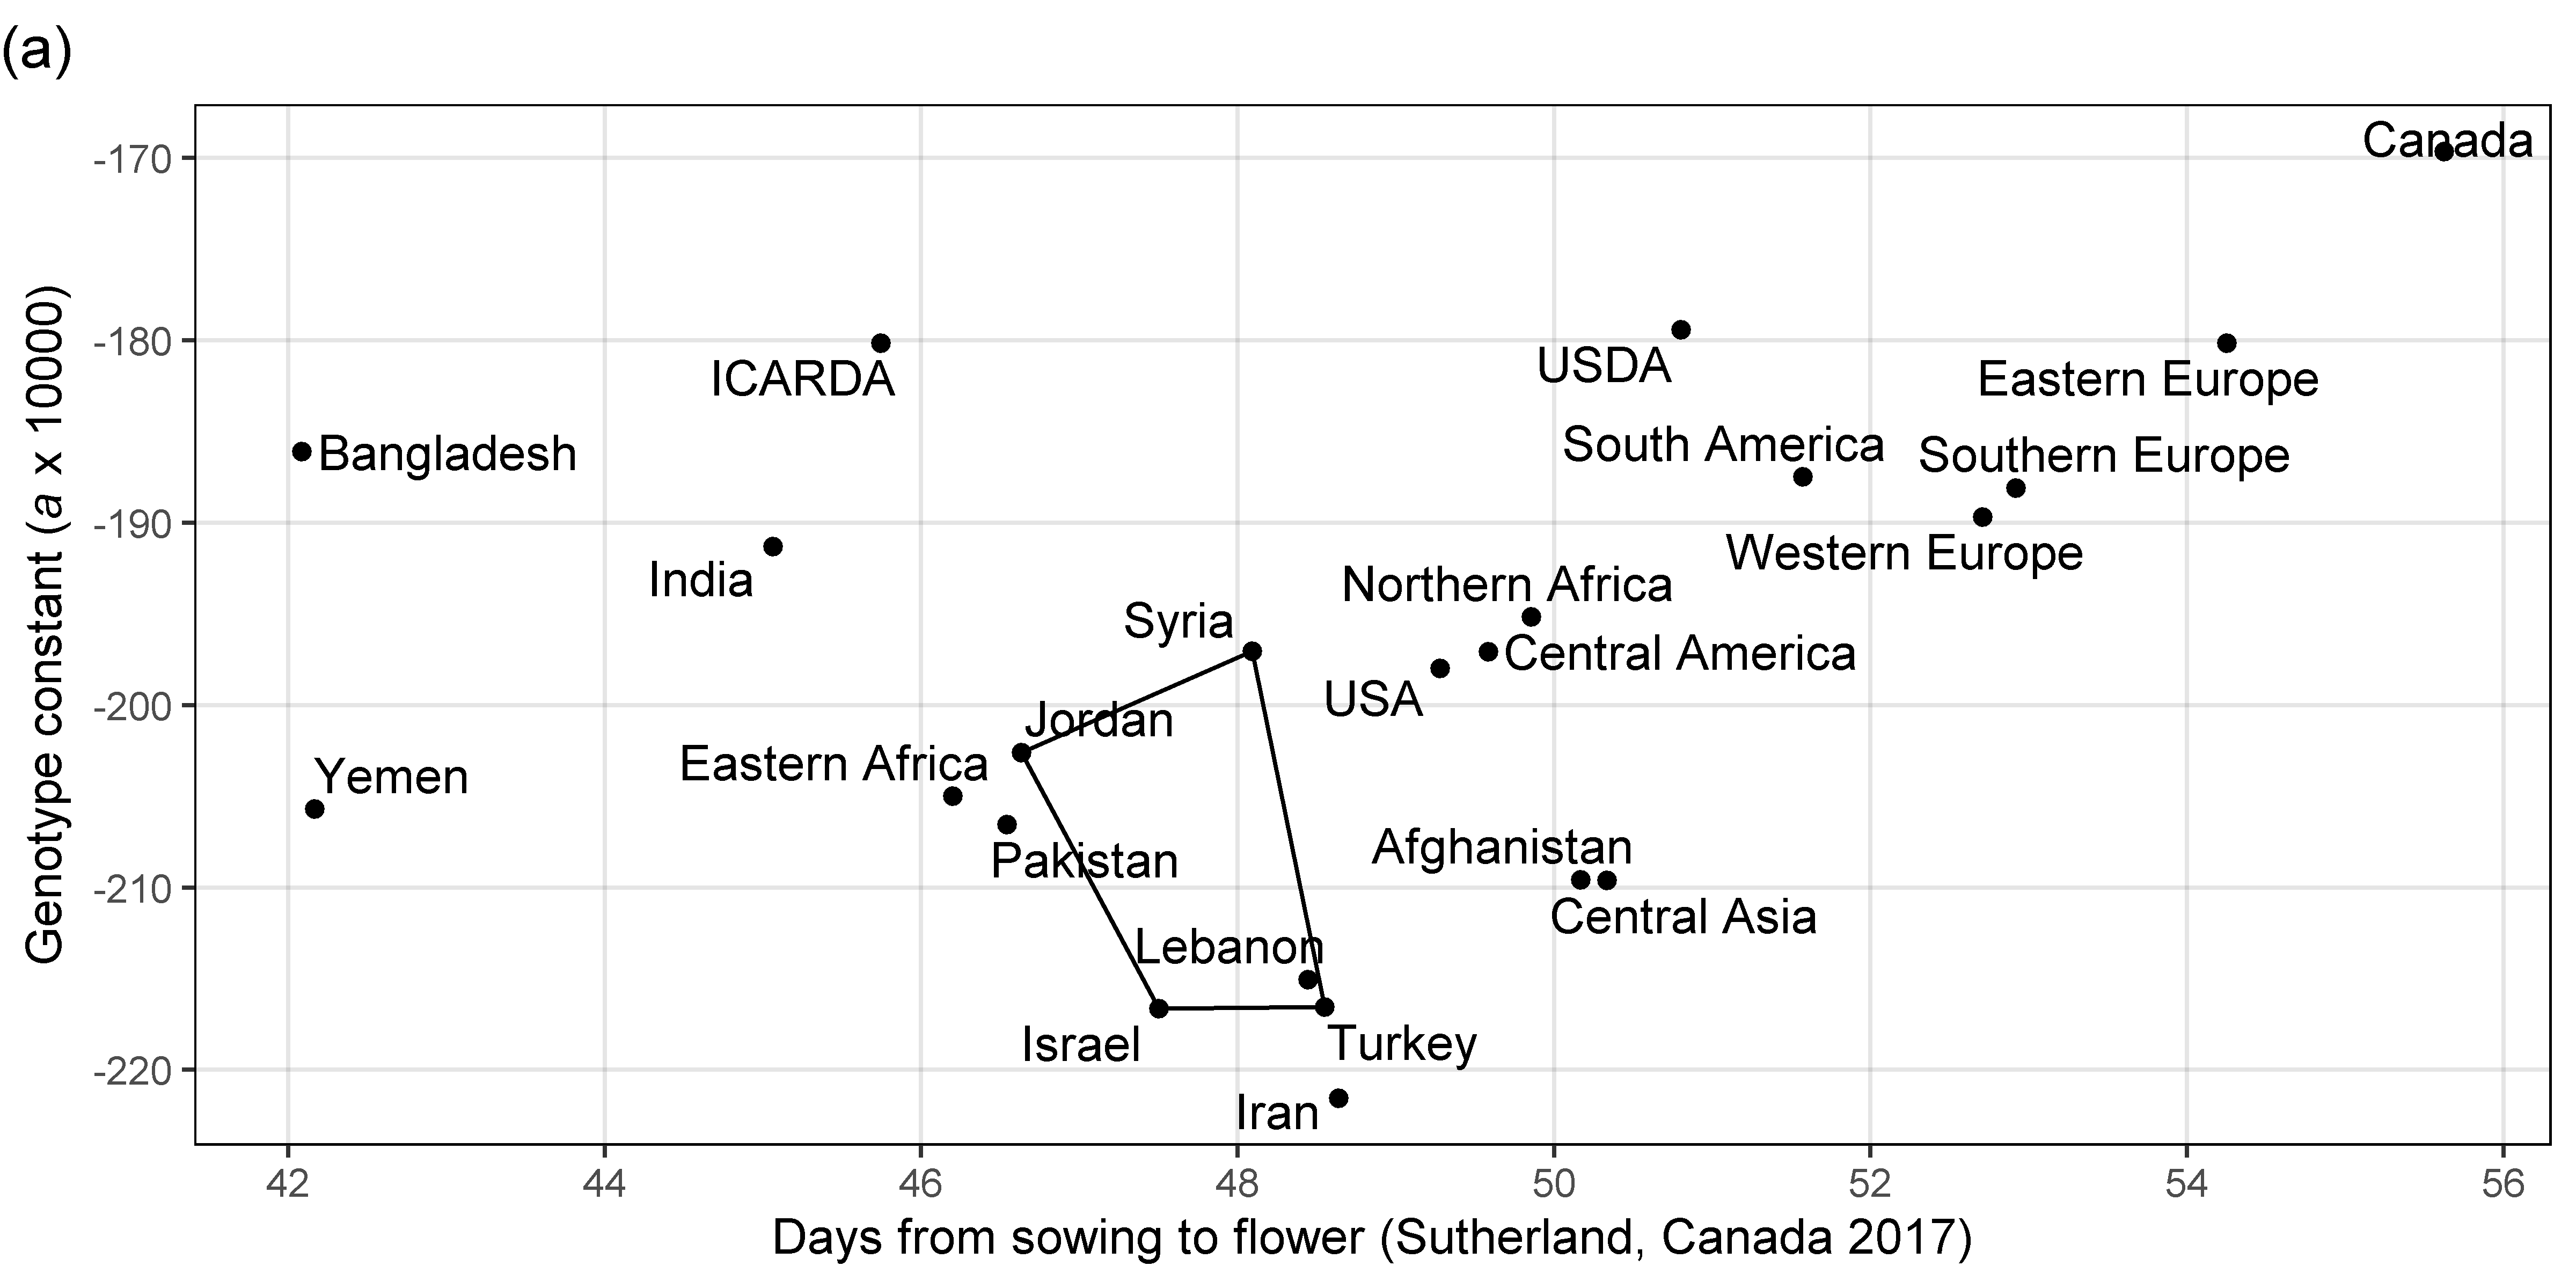 (a)
Genotype constant (a x 10000)
-170
-180
-190
-200
-210
-220
Canada
ICARDA
USDA
Eastern Europe
Bangladesh
South America
Southern Europe
India
Western Europe
Northern Africa
Syria
Central America
USA
Jordan
Eastern Africa
Yemen
Pakistan
Afghanistan
Central Asia
Lebanon
Israel
Turkey
Iran
42 44 46 48 50 52 54 56
Days from sowing to flower (Sutherland, Canada 2017)